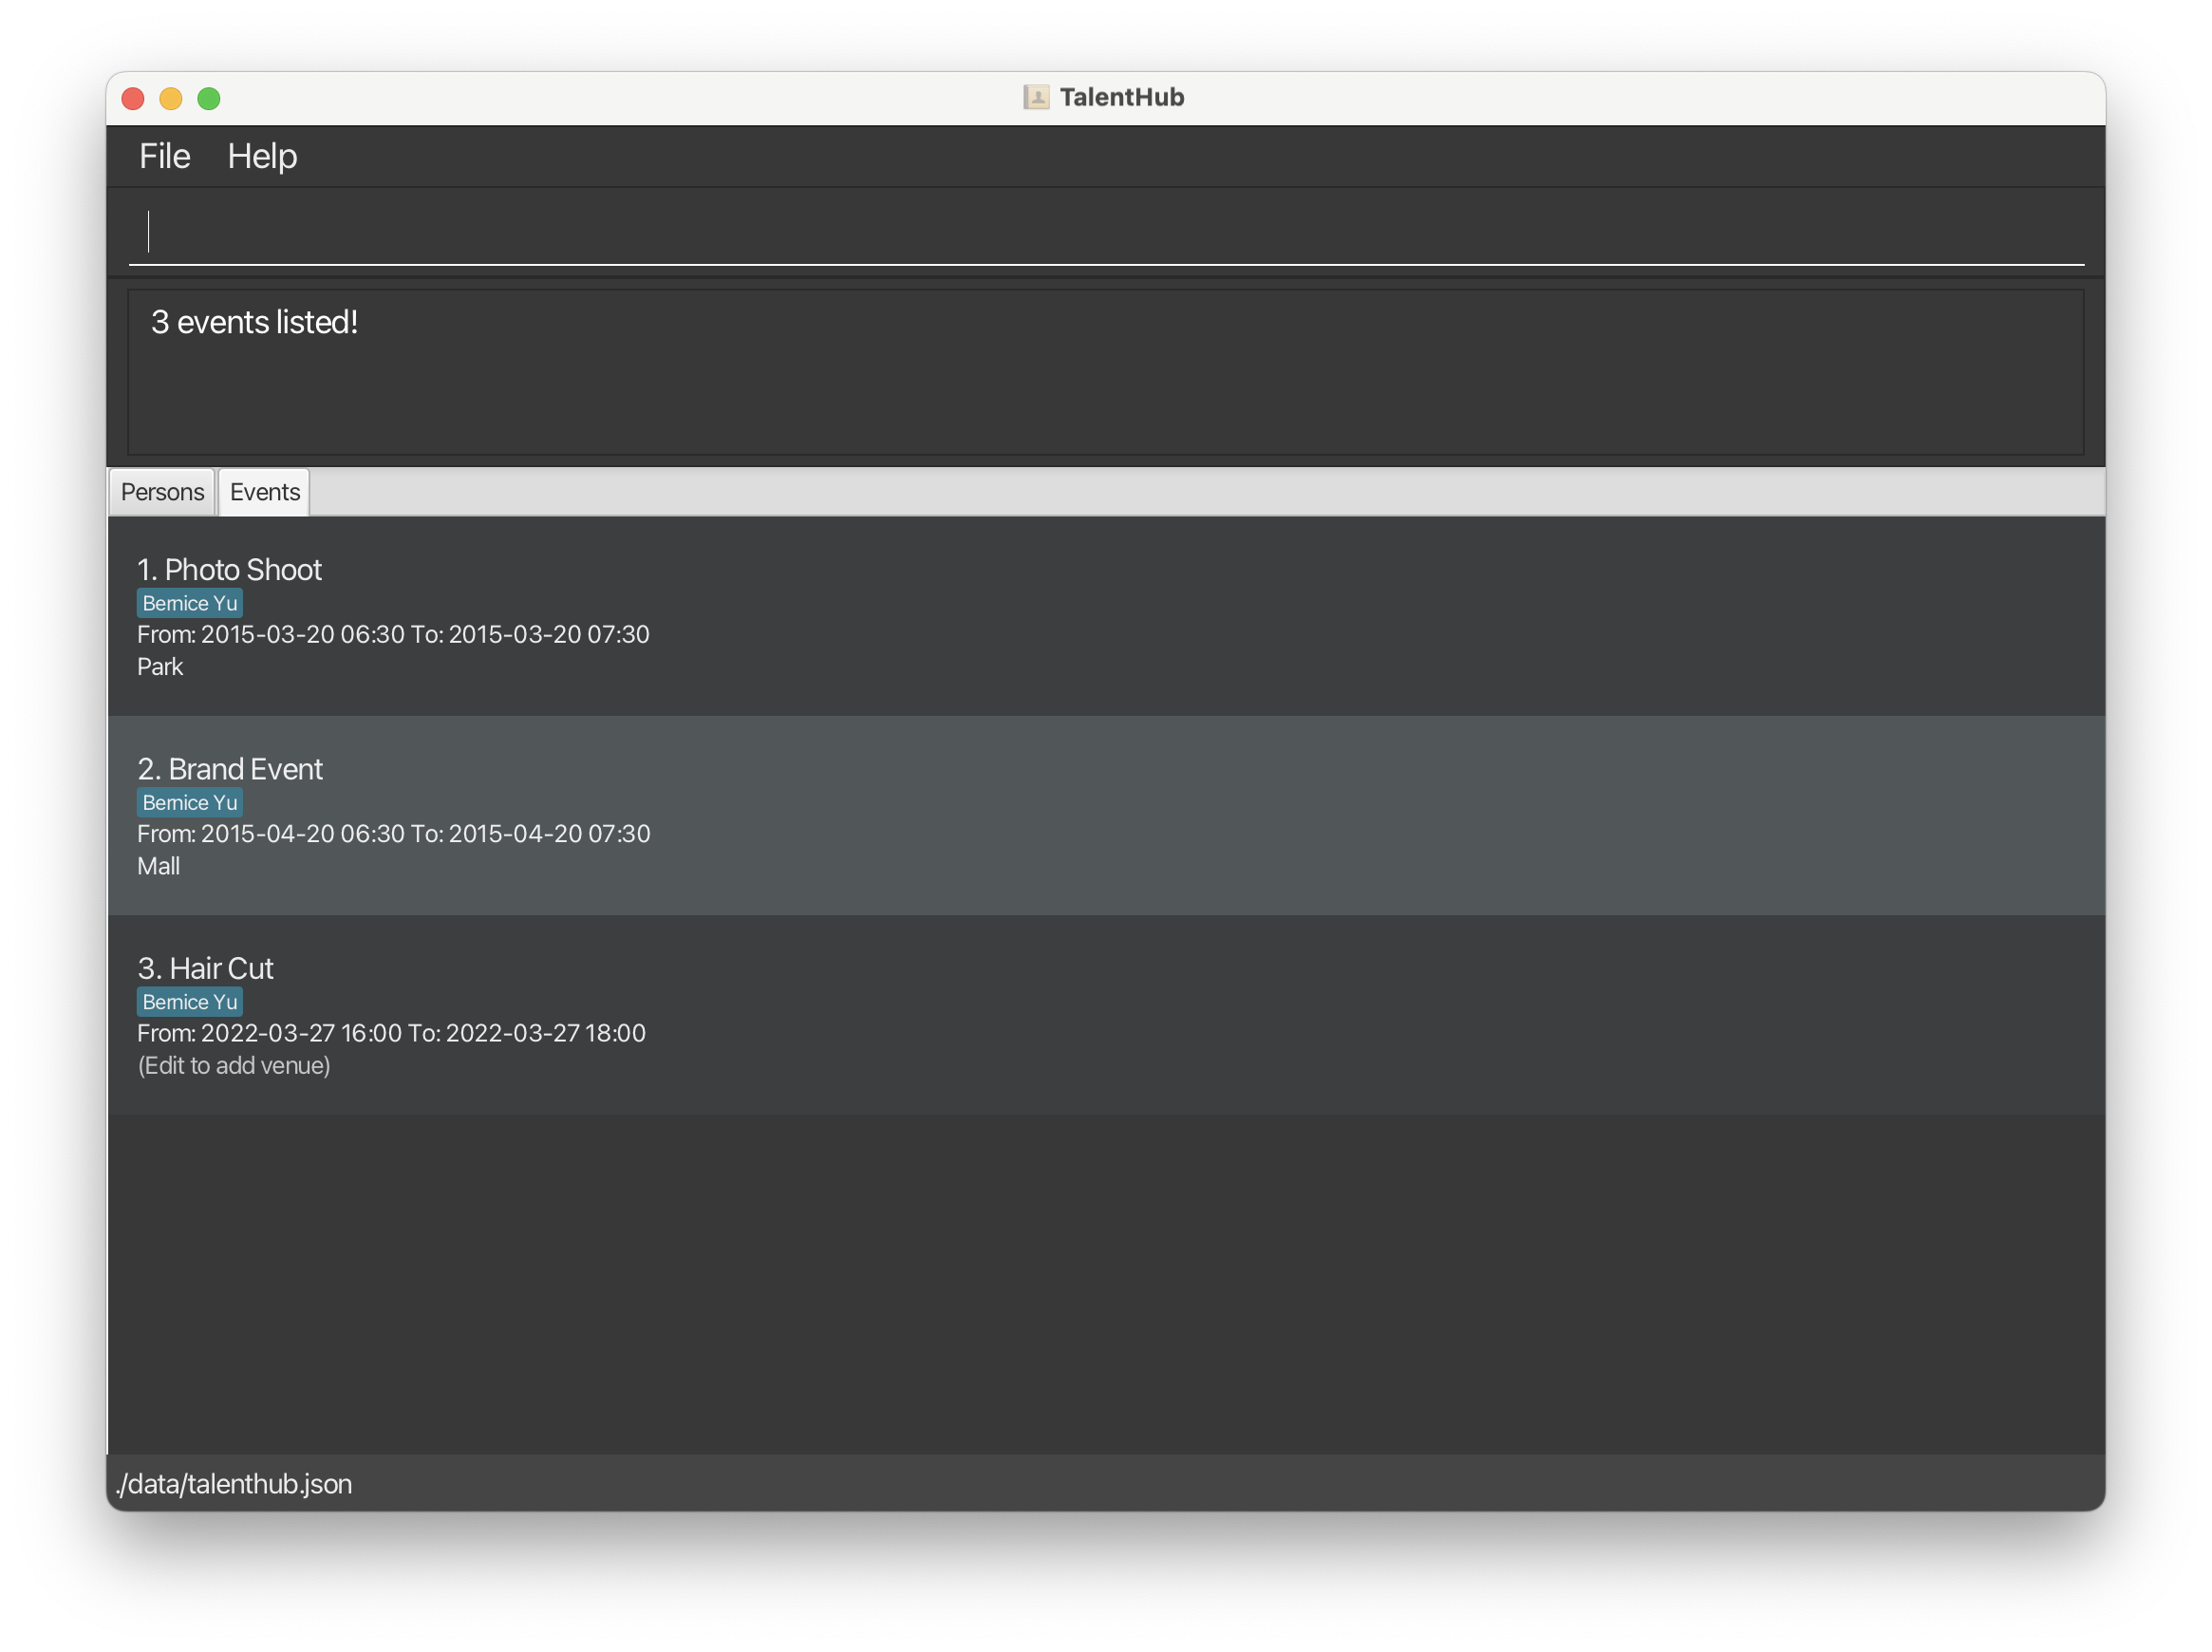 TalentHub
File Help
3 events listed!
Persons Events
1. Photo Shoot
Bernice Yu
From: 2015-03-20 06:30 To: 2015-03-20 07:30
Park
2. Brand Event
Bernice Yu
From: 2015-04-20 06:30 To: 2015-04-20 07:30
Mall
3. Hair Cut
Bernice Yu
From: 2022-03-27 16:00 To: 2022-03-27 18:00
(Edit to add venue)
./data/talenthub.json